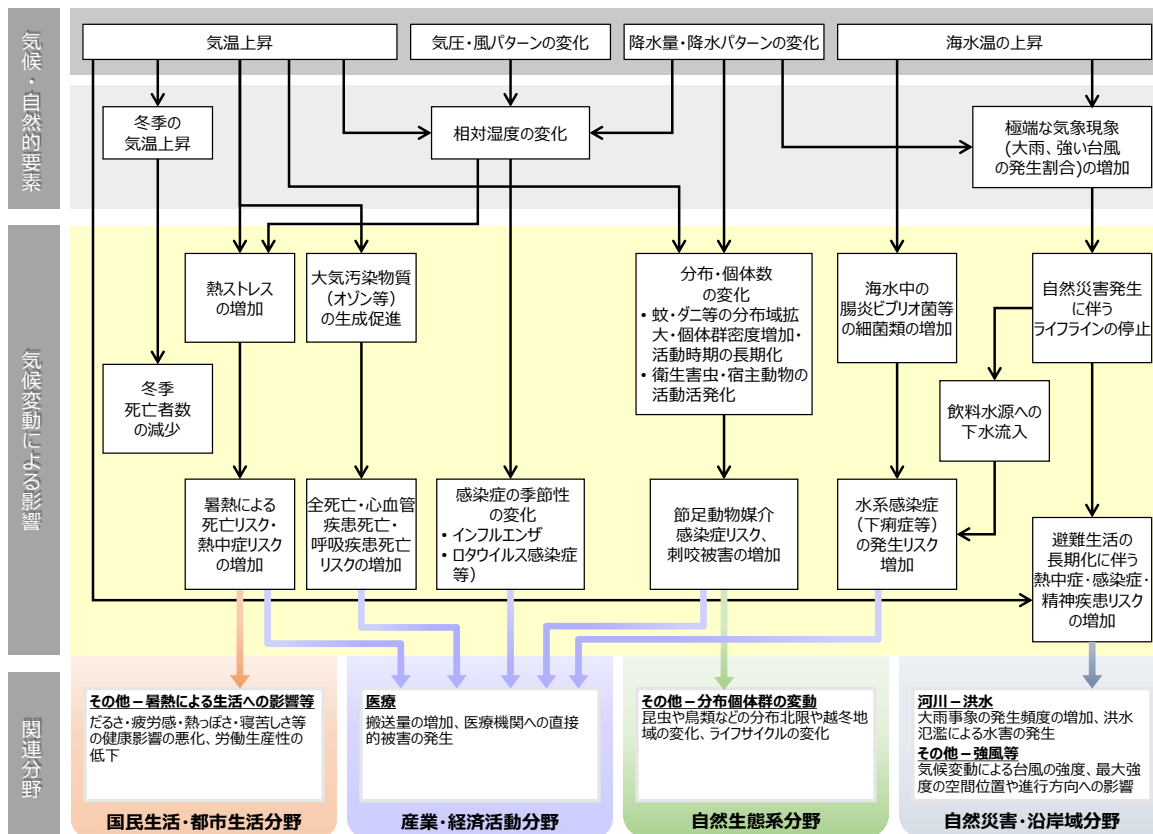 気候・自然的要素
気温上昇
気圧・風パターンの変化
降水量・降水パターンの変化
海水温の上昇
冬季の
気温上昇
相対湿度の変化
極端な気象現象
(大雨、強い台風
の発生割合)の増加
気候変動による影響
熱ストレス
の増加
大気汚染物質
（オゾン等）
の生成促進
分布・個体数
の変化
• 蚊・ダニ等の分布域拡
大・個体群密度増加・
活動時期の長期化
• 衛生害虫・宿主動物の
活動活発化
海水中の
腸炎ビブリオ菌等
の細菌類の増加
自然災害発生
に伴う
ライフラインの停止
冬季
死亡者数
の減少
飲料水源への
下水流入
暑熱による
死亡リスク・
熱中症リスク
の増加
全死亡・心血管
疾患死亡・
呼吸疾患死亡
リスクの増加
感染症の季節性
の変化
• インフルエンザ
• ロタウイルス感染症
等）
節足動物媒介
感染症リスク、
刺咬被害の増加
水系感染症
（下痢症等）
の発生リスク
増加
避難生活の
長期化に伴う
熱中症・感染症・
精神疾患リスク
の増加
関連分野
その他－暑熱による生活への影響等
だるさ・疲労感・熱っぽさ・寝苦しさ等
の健康影響の悪化、労働生産性の
低下
国民生活・都市生活分野
医療
搬送量の増加、医療機関への直接
的被害の発生
産業・経済活動分野
その他－分布個体群の変動
昆虫や鳥類などの分布北限や越冬地
域の変化、ライフサイクルの変化
自然生態系分野
河川－洪水
大雨事象の発生頻度の増加、洪水
氾濫による水害の発生
その他－強風等
気候変動による台風の強度、最大強
度の空間位置や進行方向への影響
自然災害・沿岸域分野